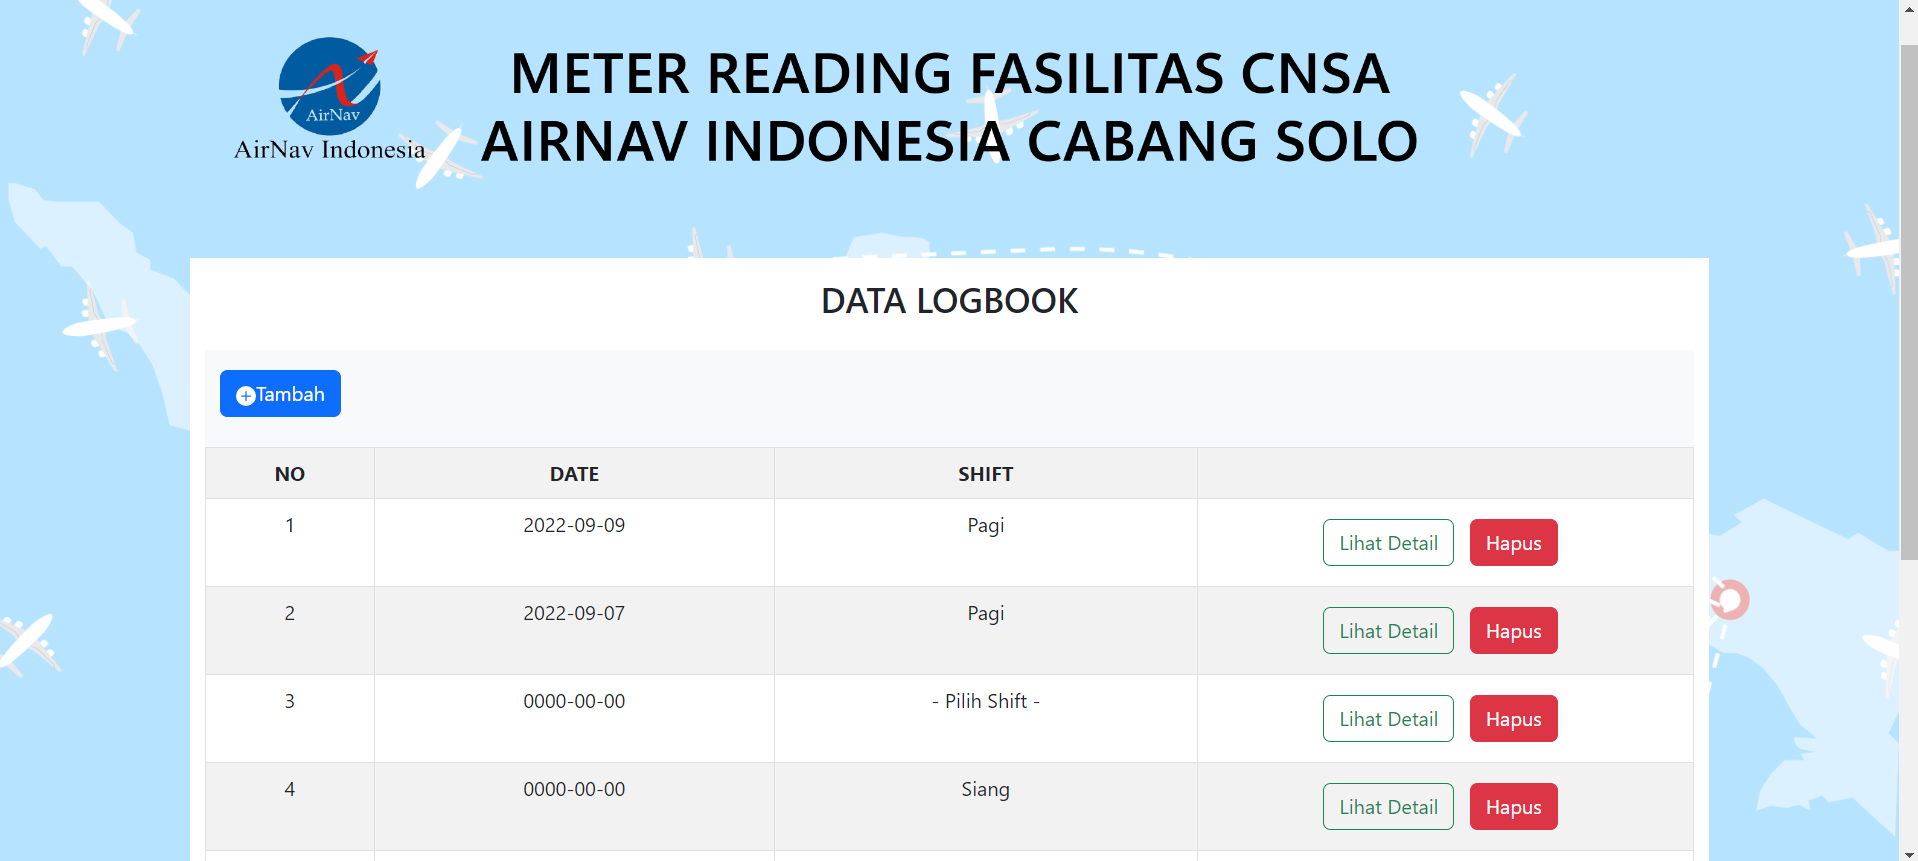 AirNav
AirNav Indonesia
METER READING FASILITAS CNSA
AIRNAV INDONESIA CABANG SOLO
DATA LOGBOOK
Tambah
NO DATE SHIFT
1 2022-09-09 Pagi Lihat Detail Hapus
2 2022-09-07 Pagi Lihat Detail Hapus
3 0000-00-00 - Pilih Shift - Lihat Detail Hapus
4 0000-00-00 Siang Lihat Detail Hapus